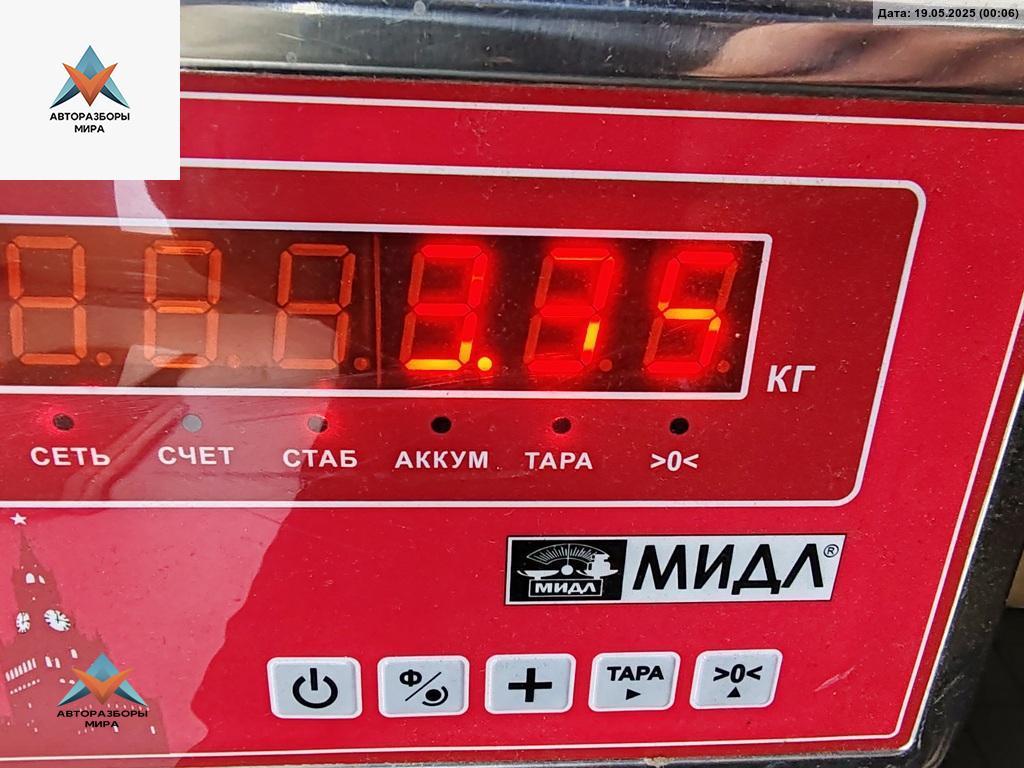 Дата: 19.05.2025 (00:06)
АВТОРАЗБОРЫ
МИРА
3.75
КГ
СЕТЬ СЧЕТ СТАБ АККУМ ТАРА >0<
МИДЛ МИДЛ®
Ф + ТАРА >0<
АВТОРАЗБОРЫ
МИРА